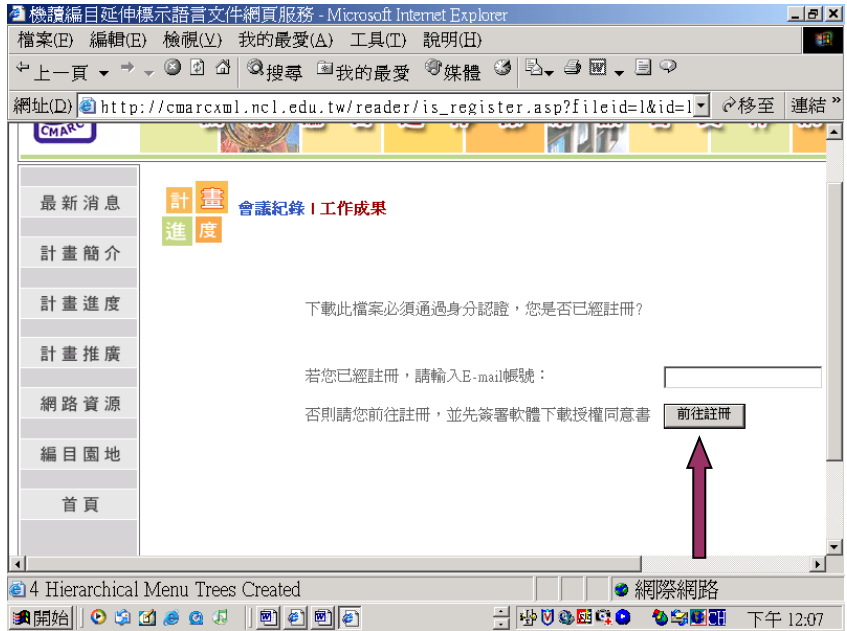 機讀編目延伸標示語言文件網頁服務 - Microsoft Internet Explorer
檔案(F) 編輯(E) 檢視(V) 我的最愛(A) 工具(T) 說明(H)
上一頁 搜尋 我的最愛 媒體
網址(D) http://cmarcxml.ncl.edu.tw/reader/is_register.asp?fileid=1&id=1 移至 連結 »
CMARC
最新消息
計畫簡介
計畫進度
計畫推廣
網路資源
編目園地
首頁
計畫進度
會議紀錄 I 工作成果
下載此檔案必須通過身分認證，您是否已經註冊?
若您已經註冊，請輸入E-mail帳號：
否則請您前往註冊，並先簽署軟體下載授權同意書 前往註冊
4 Hierarchical Menu Trees Created 網際網路
開始 下午 12:07